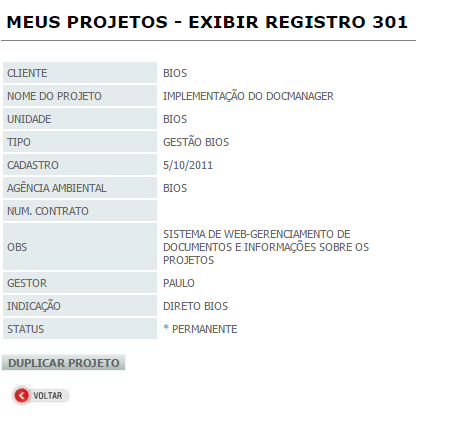 MEUS PROJETOS - EXIBIR REGISTRO 301
CLIENTE BIOS
NOME DO PROJETO IMPLEMENTAÇÃO DO DOCMANAGER
UNIDADE BIOS
TIPO GESTÃO BIOS
CADASTRO 5/10/2011
AGÊNCIA AMBIENTAL BIOS
NUM. CONTRATO
OBS SISTEMA DE WEB-GERENCIAMENTO DE
DOCUMENTOS E INFORMAÇÕES SOBRE OS
PROJETOS
GESTOR PAULO
INDICAÇÃO DIRETO BIOS
STATUS * PERMANENTE
DUPLICAR PROJETO
VOLTAR